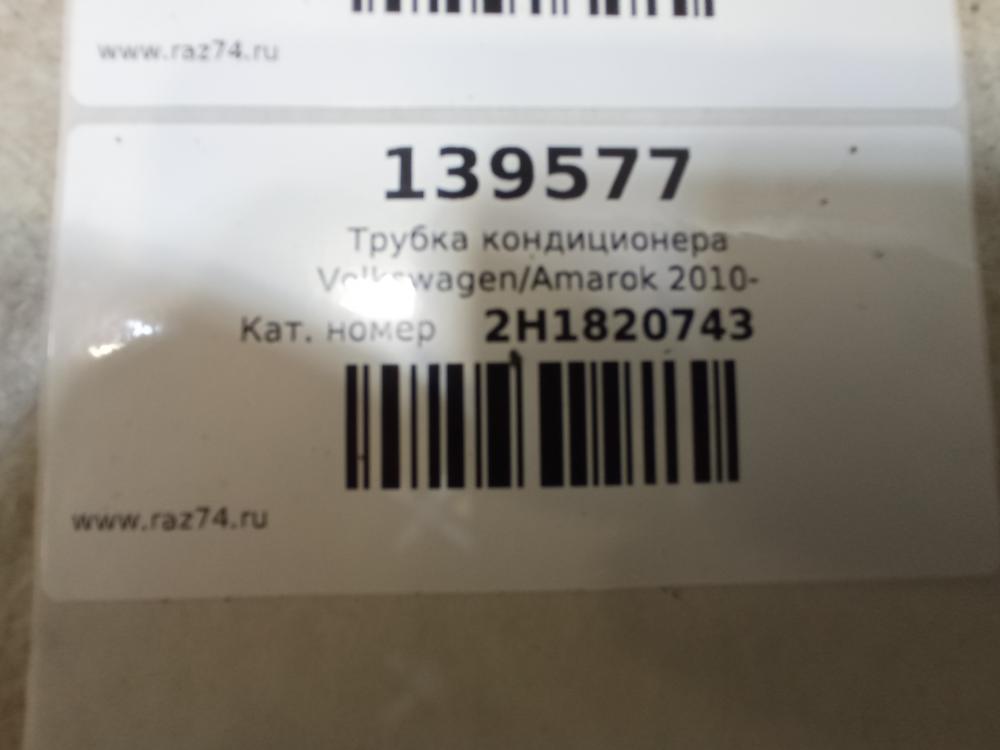 www.raz74.ru
139577
Трубка кондиционера
Volkswagen/Amarok 2010-
Кат. номер 2H1820743
www.raz74.ru